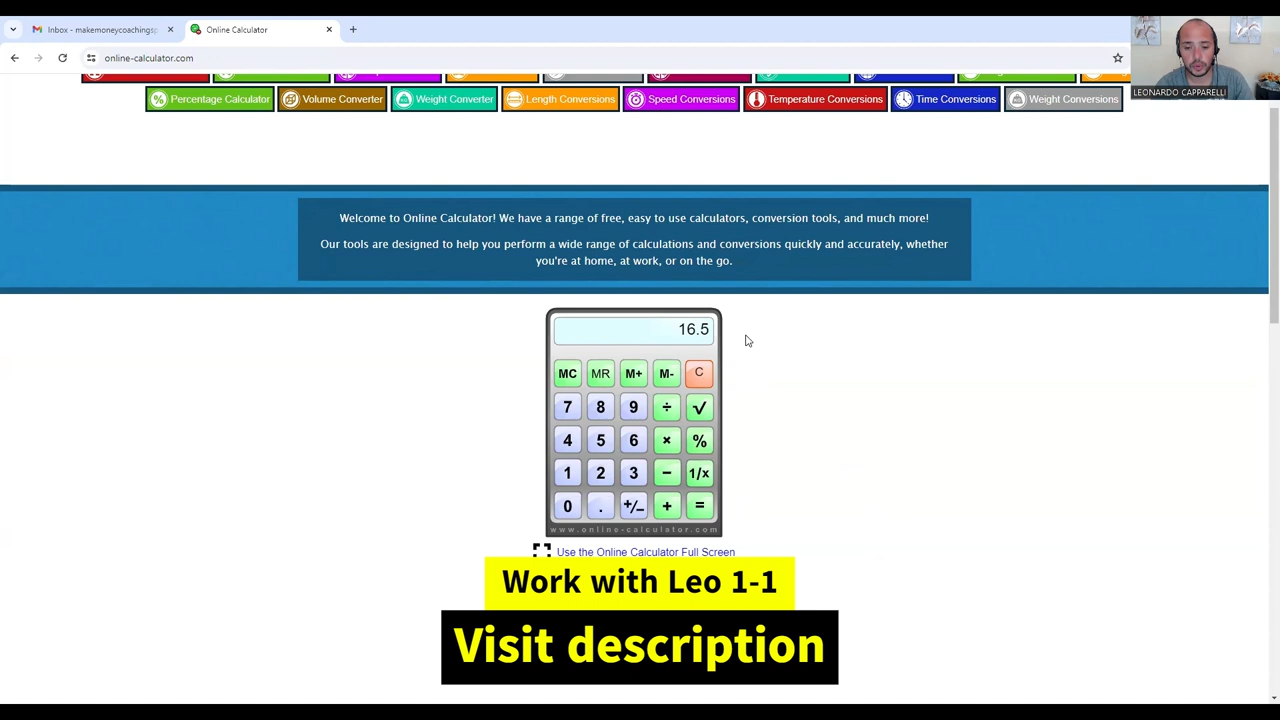 Inbox - makemoneycoachingsp
Online Calculator
online-calculator.com
LEONARDO CAPPARELLI
Percentage Calculator
Volume Converter
Weight Converter
Length Conversions
Speed Conversions
Temperature Conversions
Time Conversions
Weight Conversions
Welcome to Online Calculator! We have a range of free, easy to use calculators, conversion tools, and much more!
Our tools are designed to help you perform a wide range of calculations and conversions quickly and accurately, whether
you're at home, at work, or on the go.
16.5
MC MR M+ M- C
7 8 9 ÷ √
4 5 6 × %
1 2 3 − 1/x
0 . +/− + =
www.online-calculator.com
Use the Online Calculator Full Screen
Work with Leo 1-1
Visit description